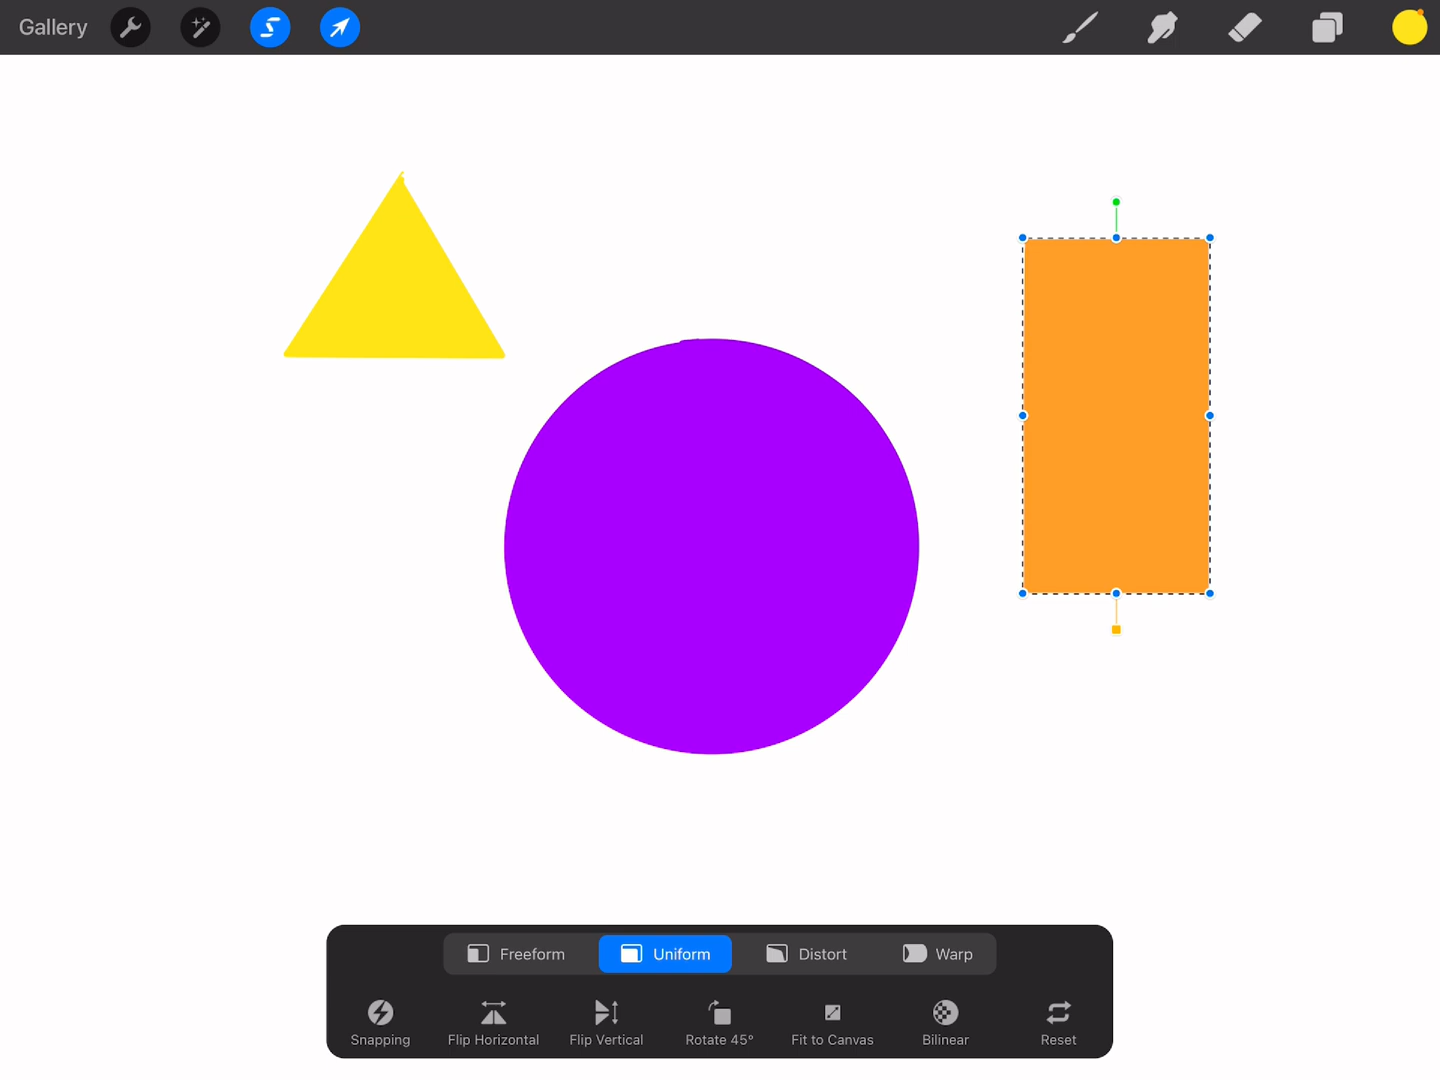 Gallery
Freeform Uniform Distort Warp
Snapping Flip Horizontal Flip Vertical Rotate 45° Fit to Canvas Bilinear Reset